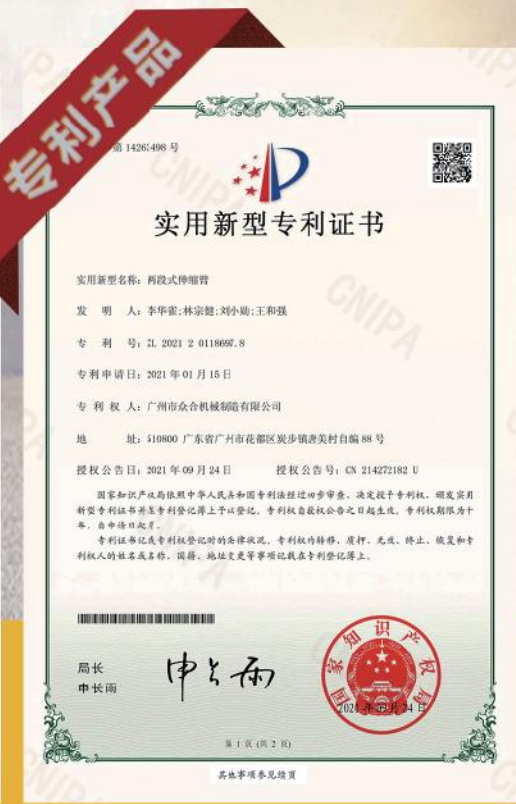 专利产品
第 14261498 号
实用新型专利证书
实用新型名称：两段式伸缩臂
发 明 人：李华雀;林宗健;刘小勋;王和强
专 利 号：ZL 2021 2 0118697.8
专利申请日：2021 年 01 月 15 日
专 利 权 人：广州市众合机械制造有限公司
地 址：510800 广东省广州市花都区炭步镇唐美村自编 88 号
授权公告日：2021 年 09 月 24 日 授权公告号：CN 214272182 U
国家知识产权局依照中华人民共和国专利法经过初步审查，决定授予专利权，颁发实用
新型专利证书并在专利登记簿上予以登记。专利权自授权公告之日起生效。专利权期限为十
年，自申请日起算。
专利证书记载专利权登记时的法律状况。专利权的转移、质押、无效、终止、恢复和专
利权人的姓名或名称、国籍、地址变更等事项记载在专利登记簿上。
局长
申长雨
申长雨
国家知识产权局
2021 年 09 月 24 日
第 1 页 (共 2 页)
其他事项参见续页
CNIPA
CNIPA
CNIPA